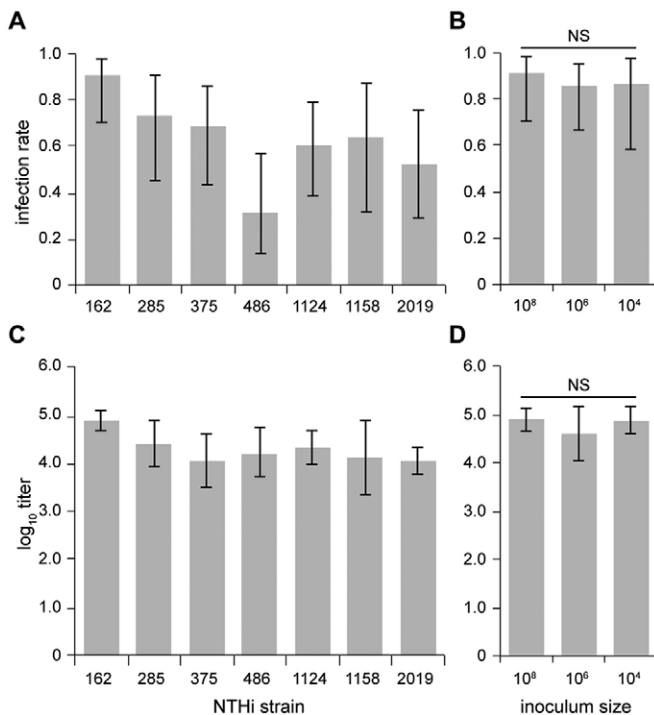 A
B
NS
1.0
0.8
0.6
0.4
0.2
0
infection rate
162 285 375 486 1124 1158 2019
1.0
0.8
0.6
0.4
0.2
0
10⁸ 10⁶ 10⁴
C
D
NS
6.0
5.0
4.0
3.0
2.0
1.0
0.0
log₁₀ titer
162 285 375 486 1124 1158 2019
NTHi strain
6.0
5.0
4.0
3.0
2.0
1.0
0.0
10⁸ 10⁶ 10⁴
inoculum size